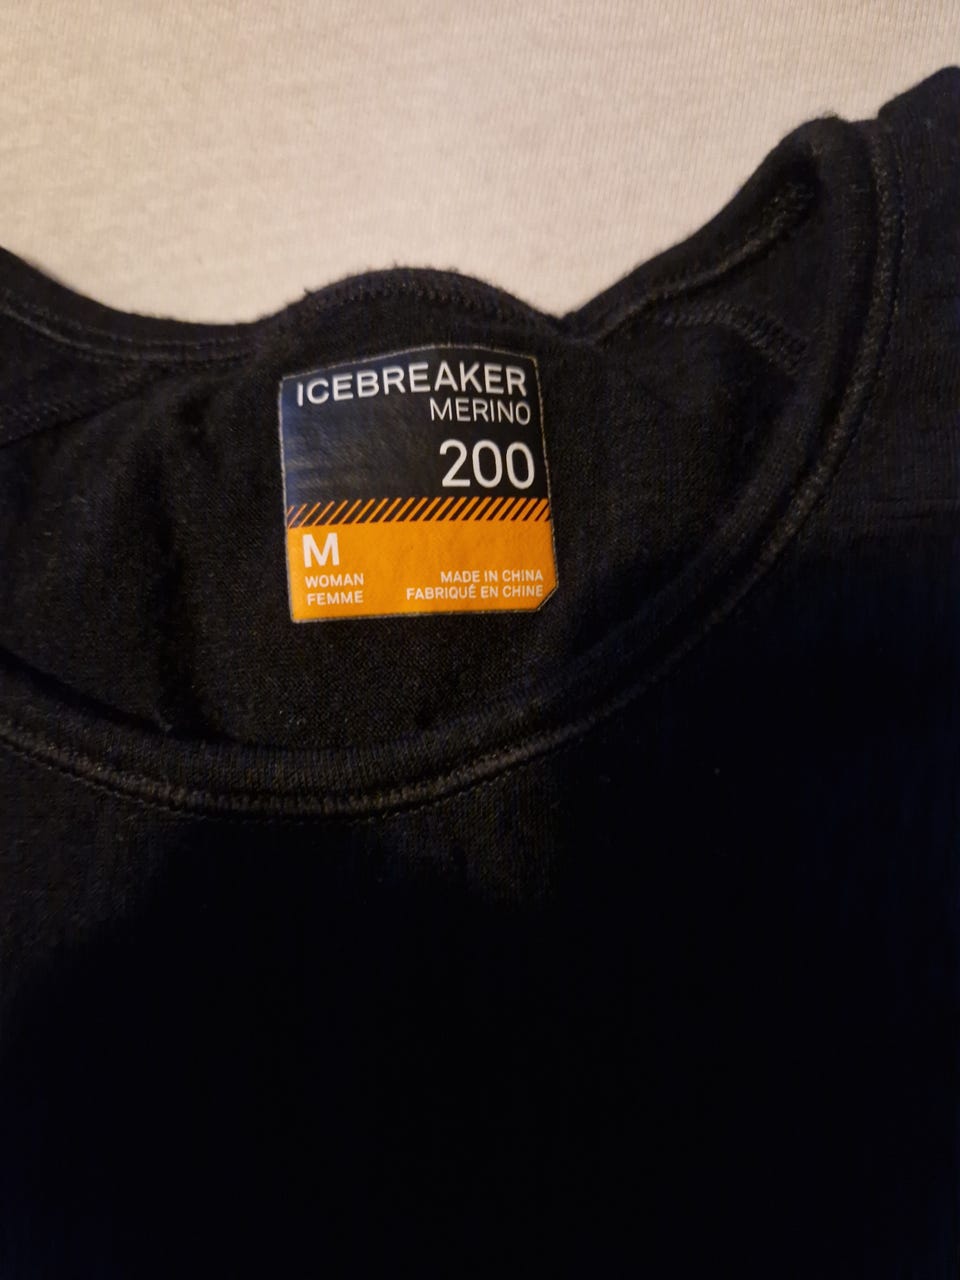 ICEBREAKER
MERINO
200
M
WOMAN
FEMME
MADE IN CHINA
FABRIQUÉ EN CHINE